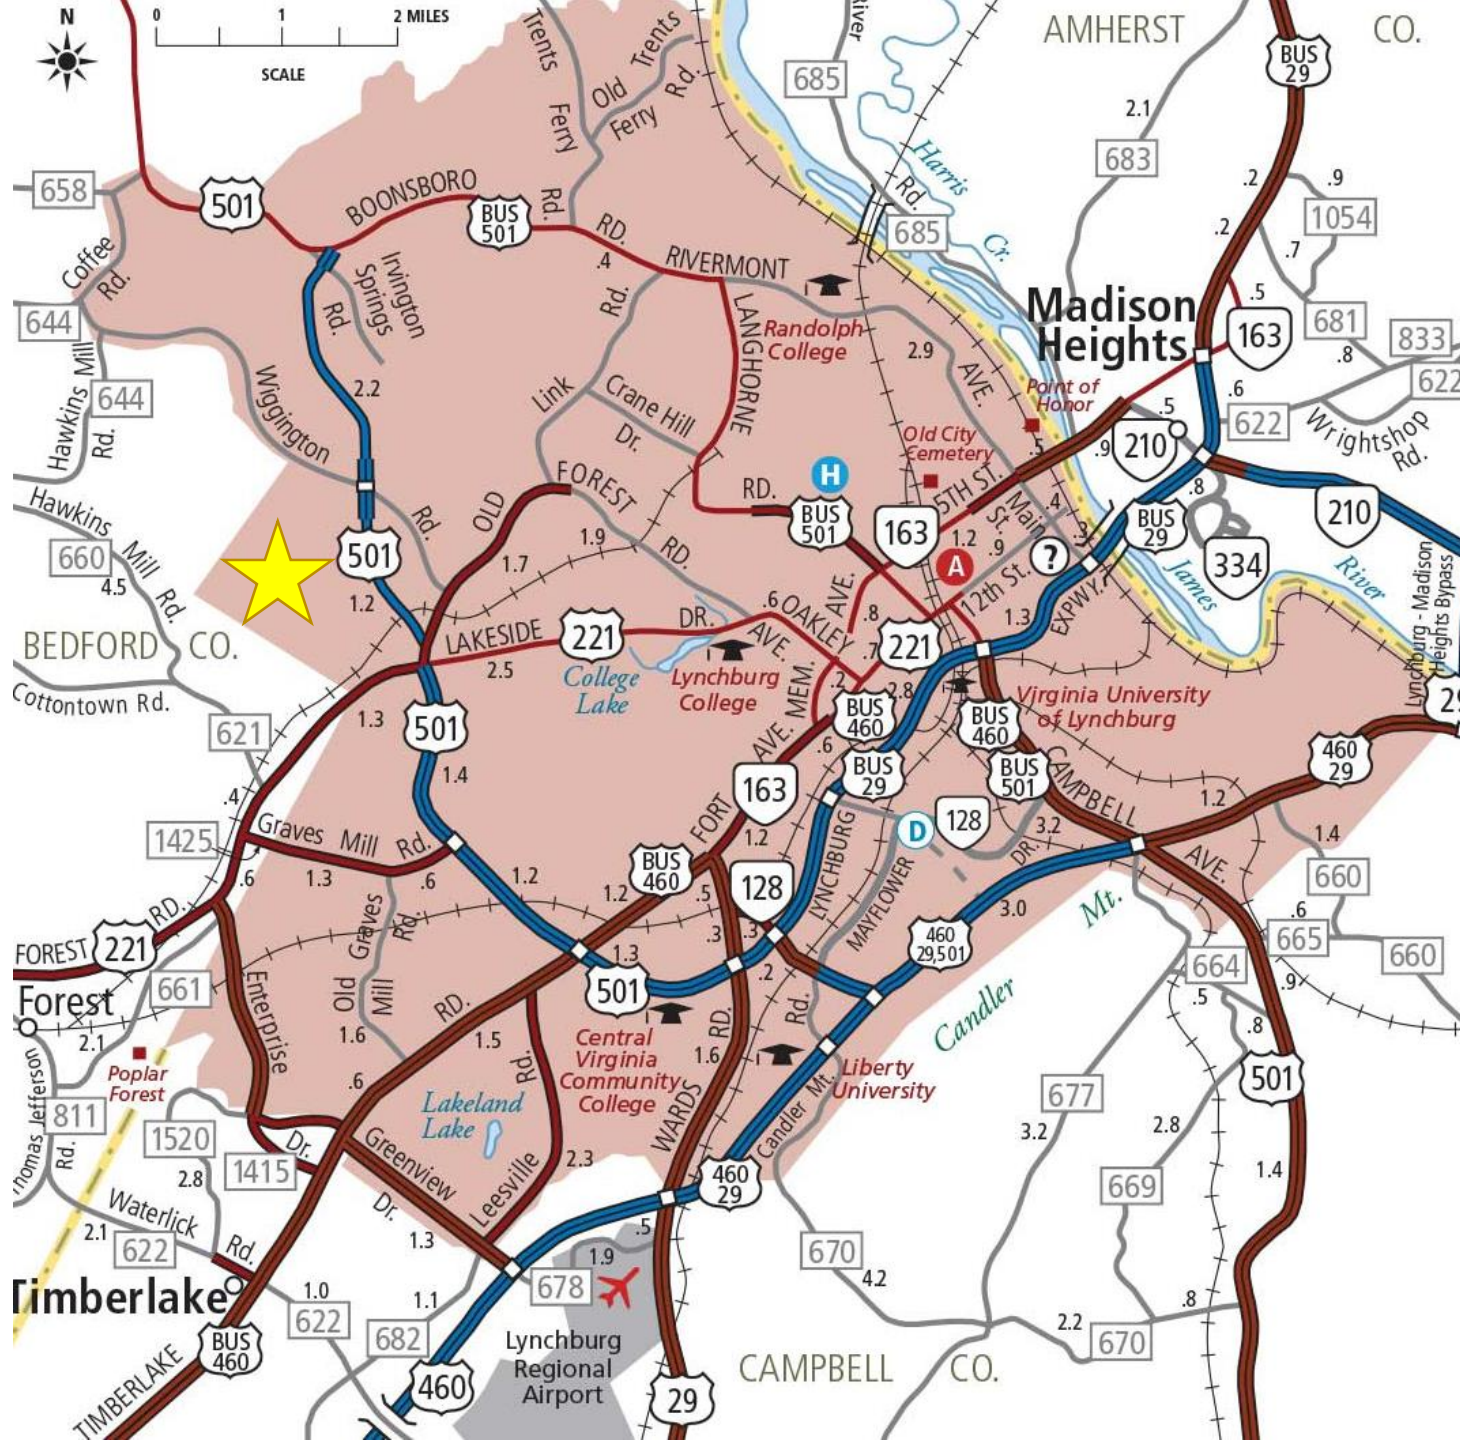 N
0 1 2 MILES
SCALE
AMHERST CO.
BUS 29
River
685
Trents
Ferry
Rd.
Old
Ferry
Trents
Rd.
2.1
683
Harris
Cr.
Rd.
685
658
501
BOONSBORO
BUS 501
RD.
.4
RIVERMONT
.2
.9
1054
.2
.7
Coffee
Rd.
Irvington
Springs
Rd.
644
Rd.
LANGHORNE
Randolph
College
2.9
AVE.
Madison
Heights
.5
163
681
833
.8
622
Hawkins Mill
Rd.
644
Wiggington
2.2
Link
Crane Hill
Dr.
Point of
Honor
.5
.6
622
Wrightshop
Rd.
Old City
Cemetery
.5
.9
210
Hawkins
Mill
Rd.
660
4.5
Rd.
501
1.2
OLD
FOREST
RD.
1.7
1.9
H
RD.
BUS 501
163
5TH ST.
1.2
Main
St.
.4
.9
.3
?
A
12th St.
BUS 29
.8
210
334
James
River
Lynchburg - Madison
Heights Bypass
BEDFORD CO.
Cottontown Rd.
LAKESIDE
2.5
221
DR.
.6
OAKLEY
AVE.
AVE.
.8
.7
221
1.3
EXPWY.
College
Lake
Lynchburg
College
MEM.
AVE.
.2
2.8
BUS 460
Virginia University
of Lynchburg
BUS 460
29
621
1.3
501
1.4
.6
BUS 29
BUS 501
CAMPBELL
460 29
1.2
163
.4
1425
Graves Mill Rd.
.6
1.3
.6
1.2
FORT
1.2
LYNCHBURG
D
128
3.2
DR.
AVE.
1.4
BUS 460
1.2
.5
128
MAYFLOWER
Rd.
3.0
Mt.
660
FOREST
RD.
221
Old
Graves
Mill
Rd.
1.6
1.3
.3
.3
.2
460 29,501
.6
665
660
664
.9
.5
661
Forest
2.1
Enterprise
Dr.
RD.
1.5
501
Central
Virginia
Community
College
RD.
1.6
Candler
.8
Poplar
Forest
Thomas Jefferson
Rd.
811
.6
Rd.
Lakeland
Lake
WARDS
Liberty
University
Candler Mt.
677
501
3.2
2.8
1520
1415
2.8
Greenview
Dr.
Leesville
2.3
460 29
669
1.4
Waterlick
Rd.
2.1
622
1.3
.5
1.9
678
670
4.2
Timberlake
1.0
622
1.1
682
.8
2.2
670
BUS 460
TIMBERLAKE
460
Lynchburg
Regional
Airport
29
CAMPBELL CO.